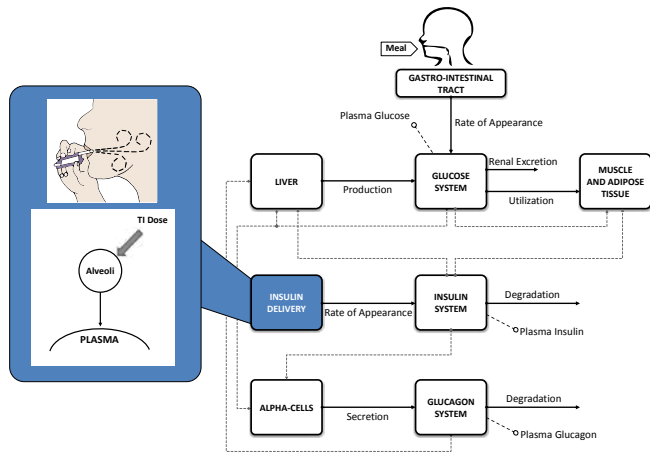 Meal
GASTRO-INTESTINAL
TRACT
Plasma Glucose
Rate of Appearance
Renal Excretion
LIVER
Production
GLUCOSE
SYSTEM
Utilization
MUSCLE
AND ADIPOSE
TISSUE
TI Dose
Alveoli
PLASMA
INSULIN
DELIVERY
Rate of Appearance
INSULIN
SYSTEM
Degradation
Plasma Insulin
ALPHA-CELLS
Secretion
GLUCAGON
SYSTEM
Degradation
Plasma Glucagon